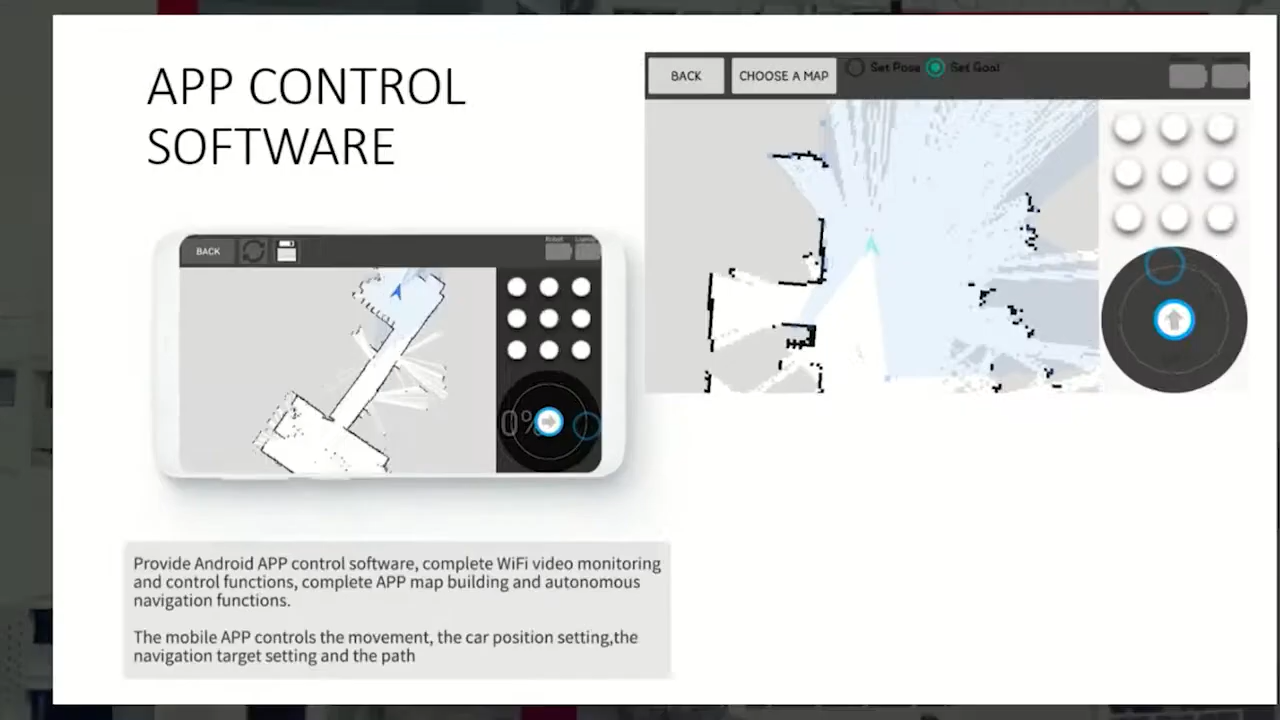 APP CONTROL
SOFTWARE
BACK
CHOOSE A MAP
Set Pose
Set Goal
BACK
0%
Provide Android APP control software, complete WiFi video monitoring
and control functions, complete APP map building and autonomous
navigation functions.
The mobile APP controls the movement, the car position setting,the
navigation target setting and the path